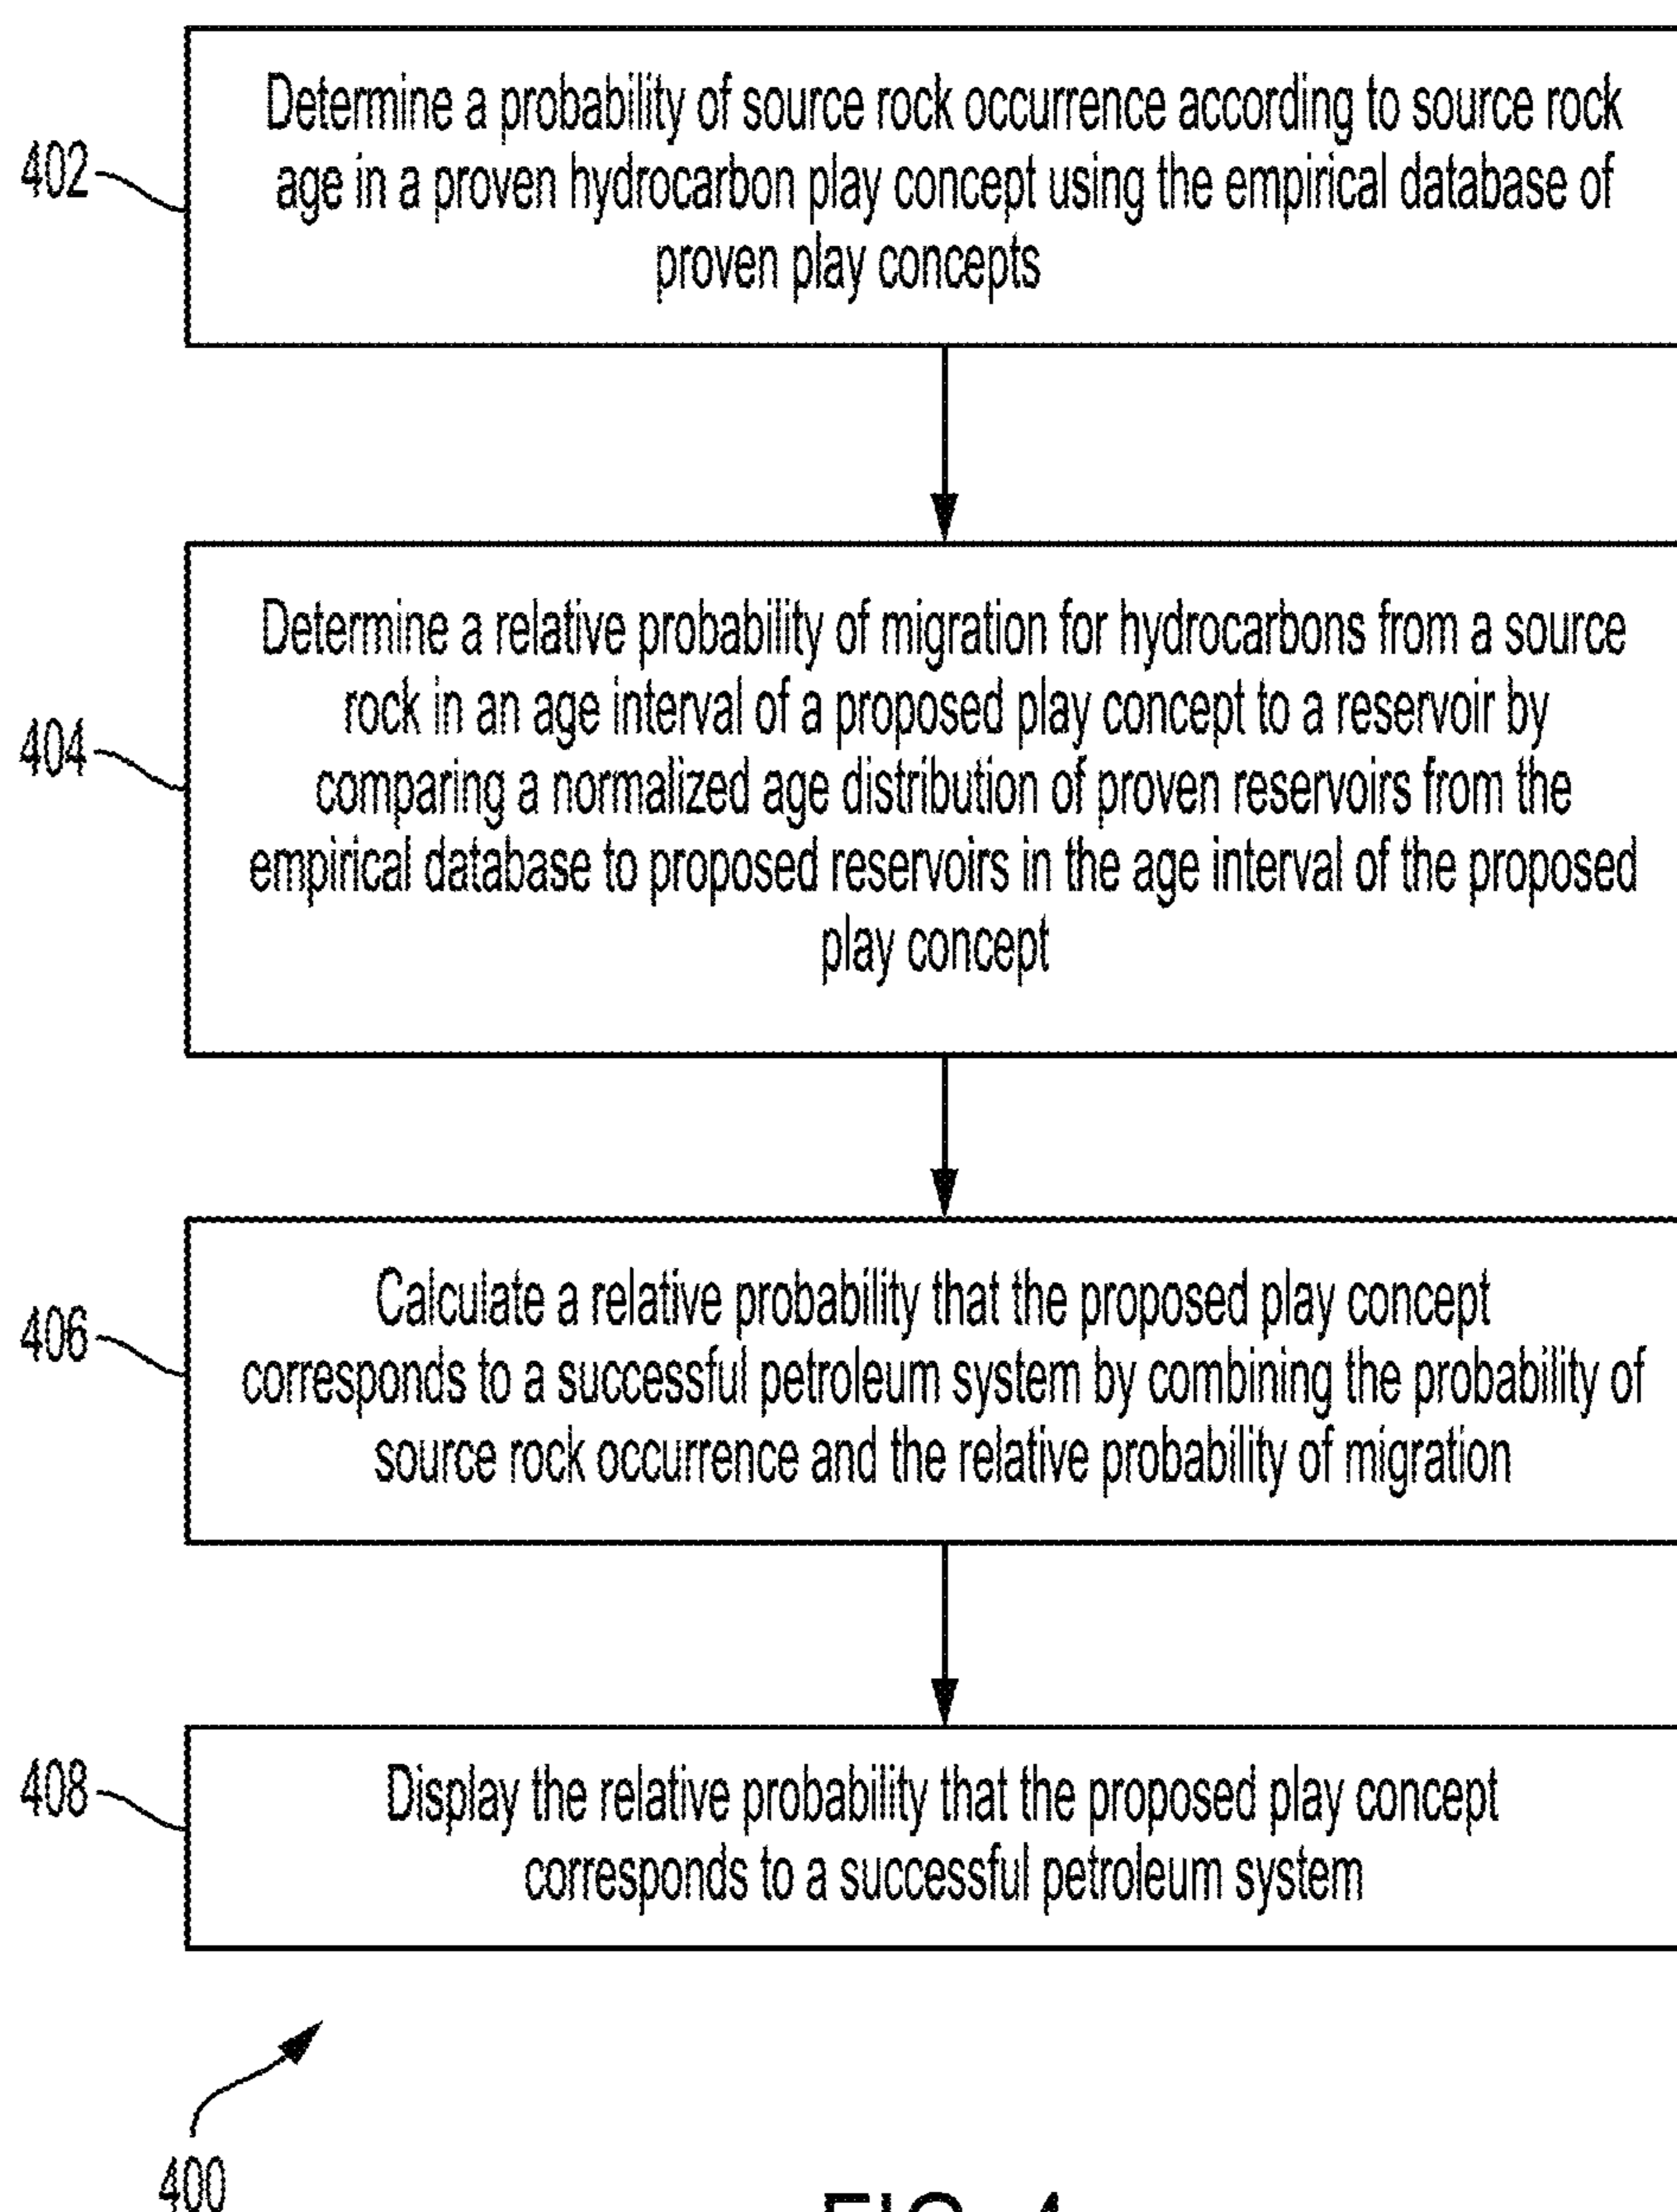 402
Determine a probability of source rock occurrence according to source rock
age in a proven hydrocarbon play concept using the empirical database of
proven play concepts
404
Determine a relative probability of migration for hydrocarbons from a source
rock in an age interval of a proposed play concept to a reservoir by
comparing a normalized age distribution of proven reservoirs from the
empirical database to proposed reservoirs in the age interval of the proposed
play concept
406
Calculate a relative probability that the proposed play concept
corresponds to a successful petroleum system by combining the probability of
source rock occurrence and the relative probability of migration
408
Display the relative probability that the proposed play concept
corresponds to a successful petroleum system
400
FIG. 4